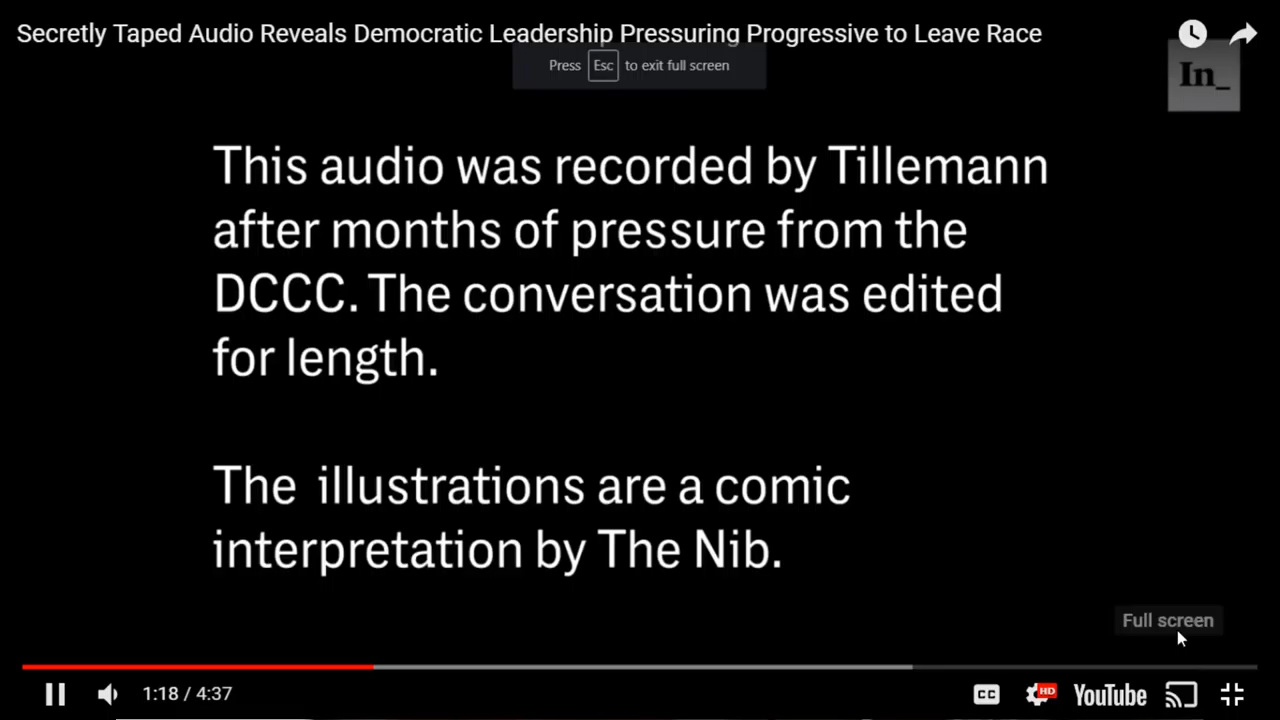 Secretly Taped Audio Reveals Democratic Leadership Pressuring Progressive to Leave Race
Press Esc to exit full screen
In_
This audio was recorded by Tillemann
after months of pressure from the
DCCC. The conversation was edited
for length.
The illustrations are a comic
interpretation by The Nib.
Full screen
1:18 / 4:37
CC
HD
YouTube